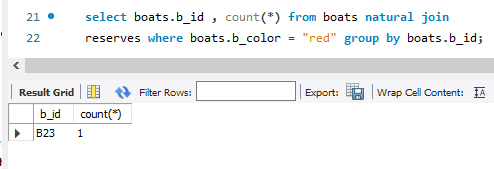 21 select boats.b_id , count(*) from boats natural join
22 reserves where boats.b_color = "red" group by boats.b_id;
Result Grid Filter Rows: Export: Wrap Cell Content: IA
b_id count(*)
B23 1